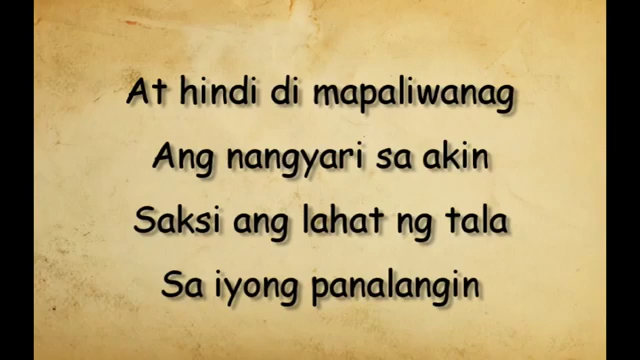 At hindi di mapaliwanag
Ang nangyari sa akin
Saksi ang lahat ng tala
Sa iyong panalangin